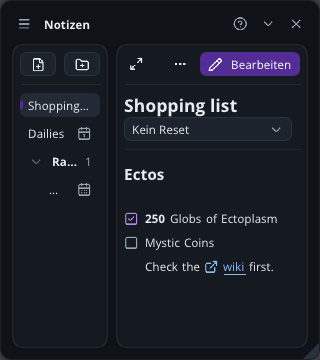 Notizen
Shopping...
Dailies
Ra... 1
...
Bearbeiten
Shopping list
Kein Reset
Ectos
250 Globs of Ectoplasm
Mystic Coins
Check the wiki first.